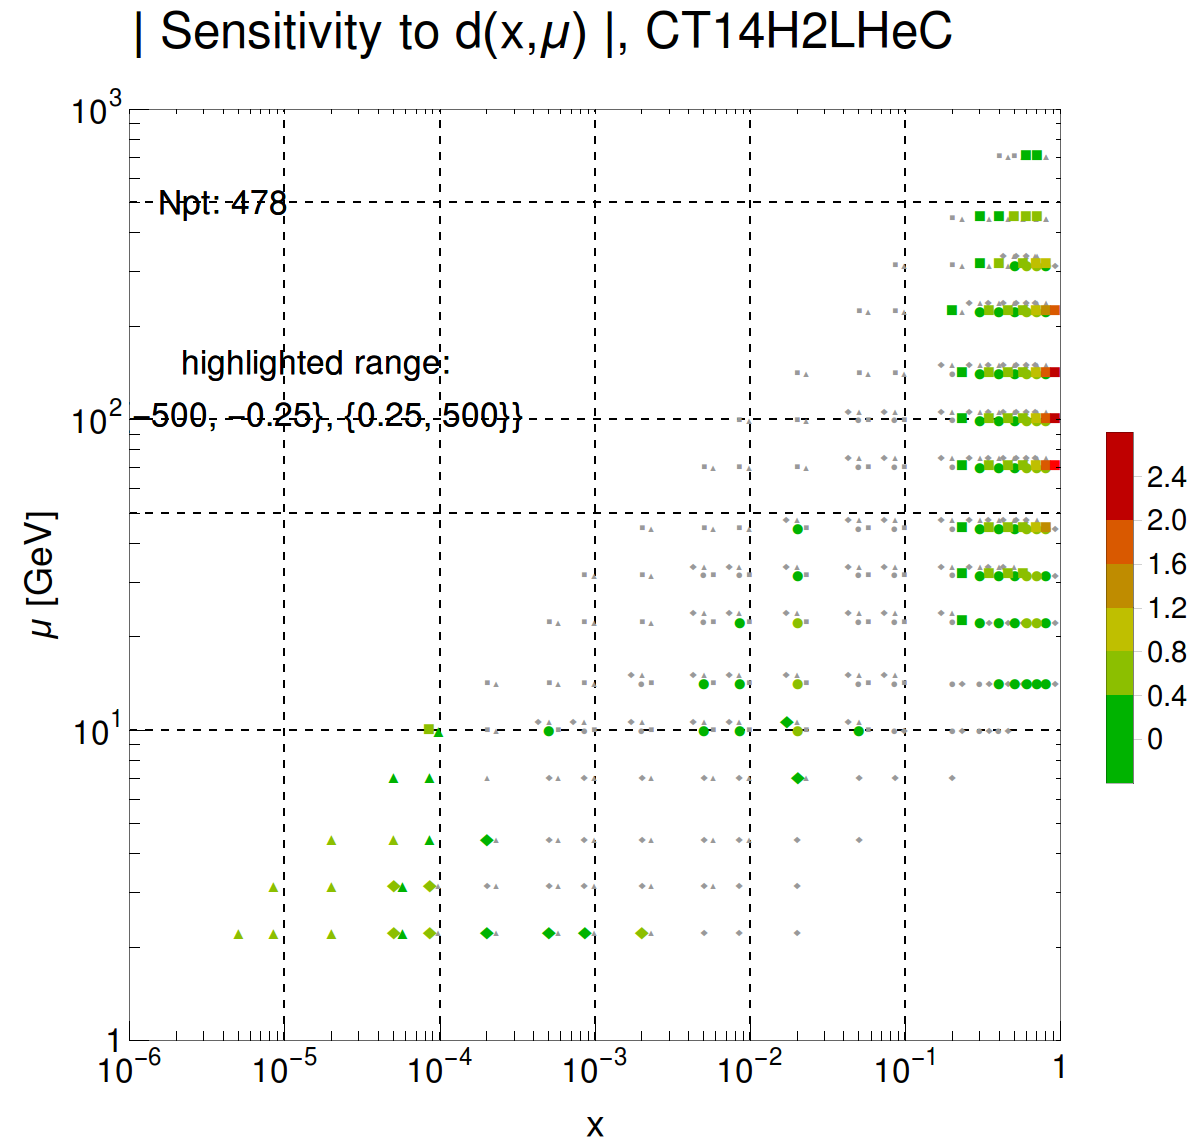 | Sensitivity to d(x,μ) |, CT14H2LHeC
10³
Npt: 478
highlighted range:
10² –500, –0.25}, {0.25, 500}}
2.4
2.0
1.6
1.2
0.8
0.4
0
μ [GeV]
10¹
1
10⁻⁶ 10⁻⁵ 10⁻⁴ 10⁻³ 10⁻² 10⁻¹ 1
x